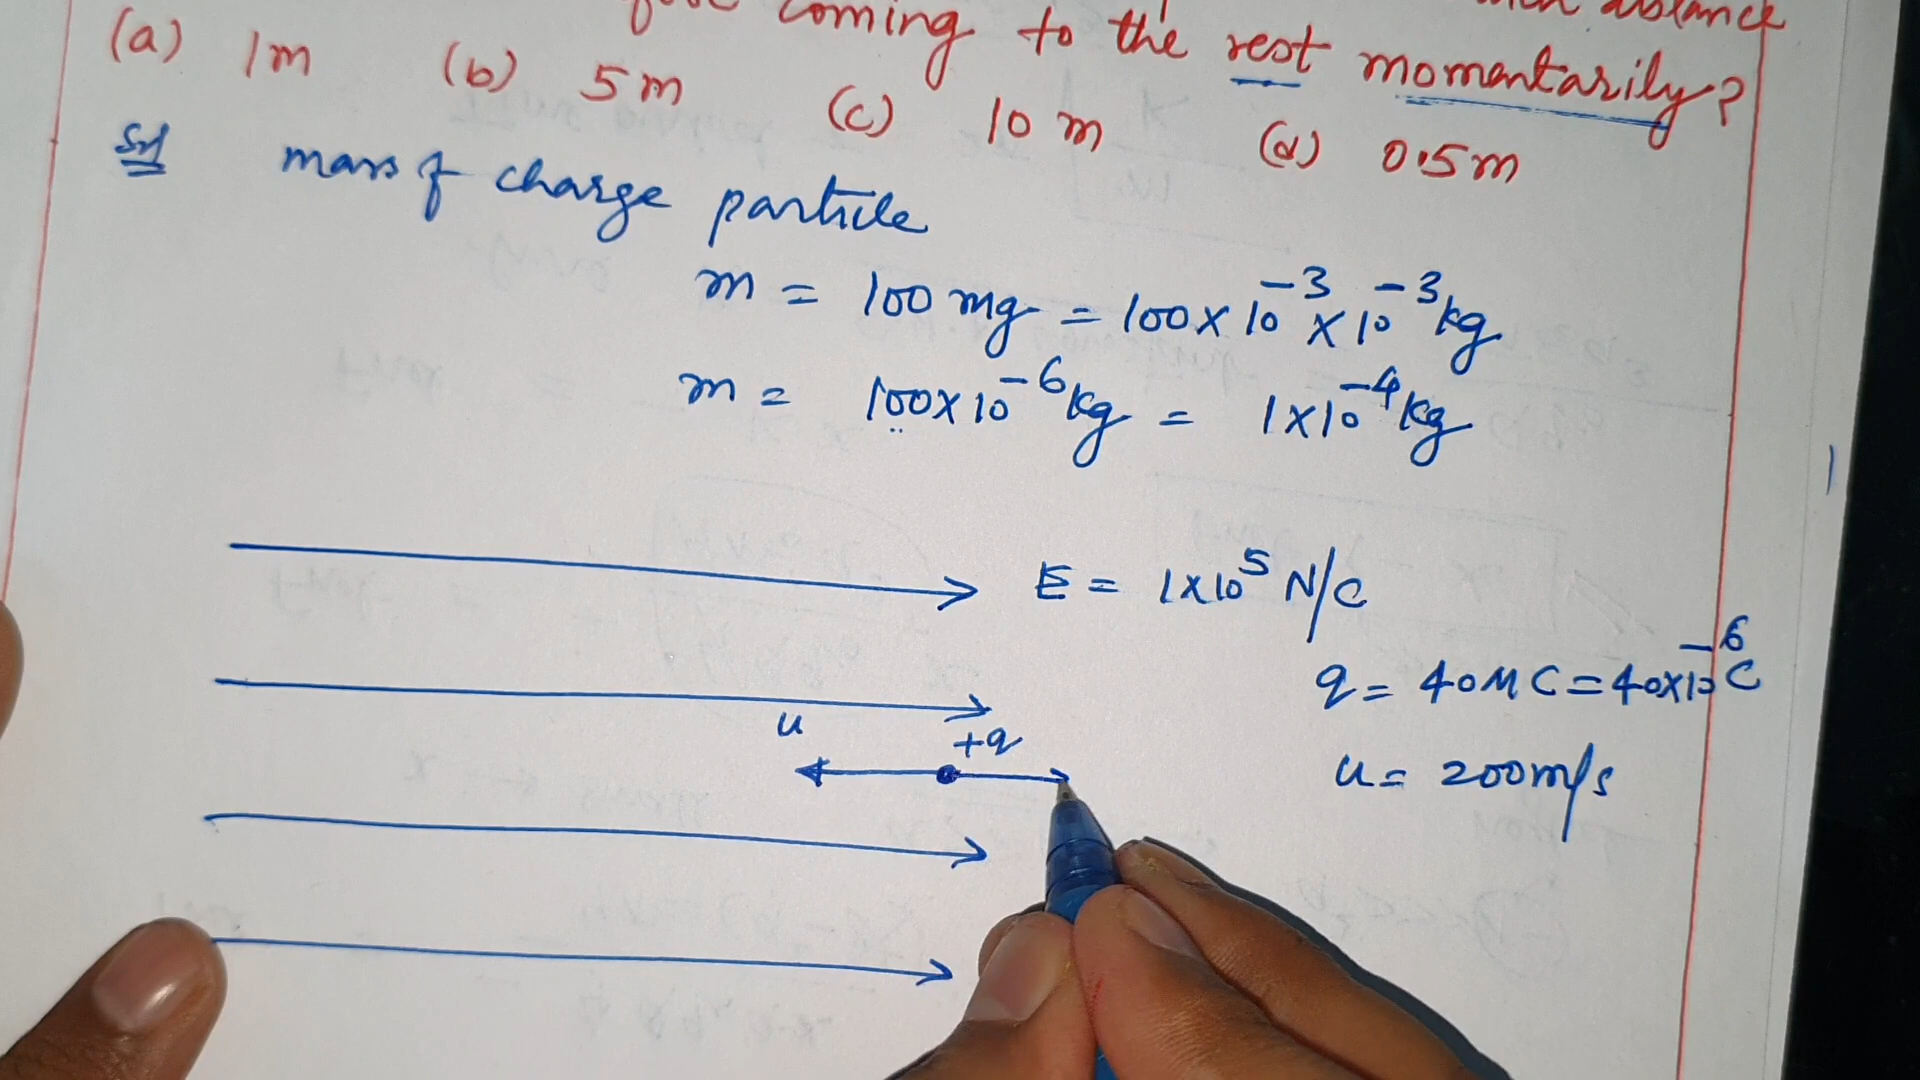 coming to the rest momentarily?
(a) 1m (b) 5m (c) 10 m (d) 0.5m
Sol mass of charge particle
m = 100 mg = 100 × 10⁻³ × 10⁻³ kg
m = 100 × 10⁻⁶ kg = 1 × 10⁻⁴ kg
E = 1 × 10⁵ N/C
q = 40 μC = 40 × 10⁻⁶ C
u
+q
u = 200 m/s